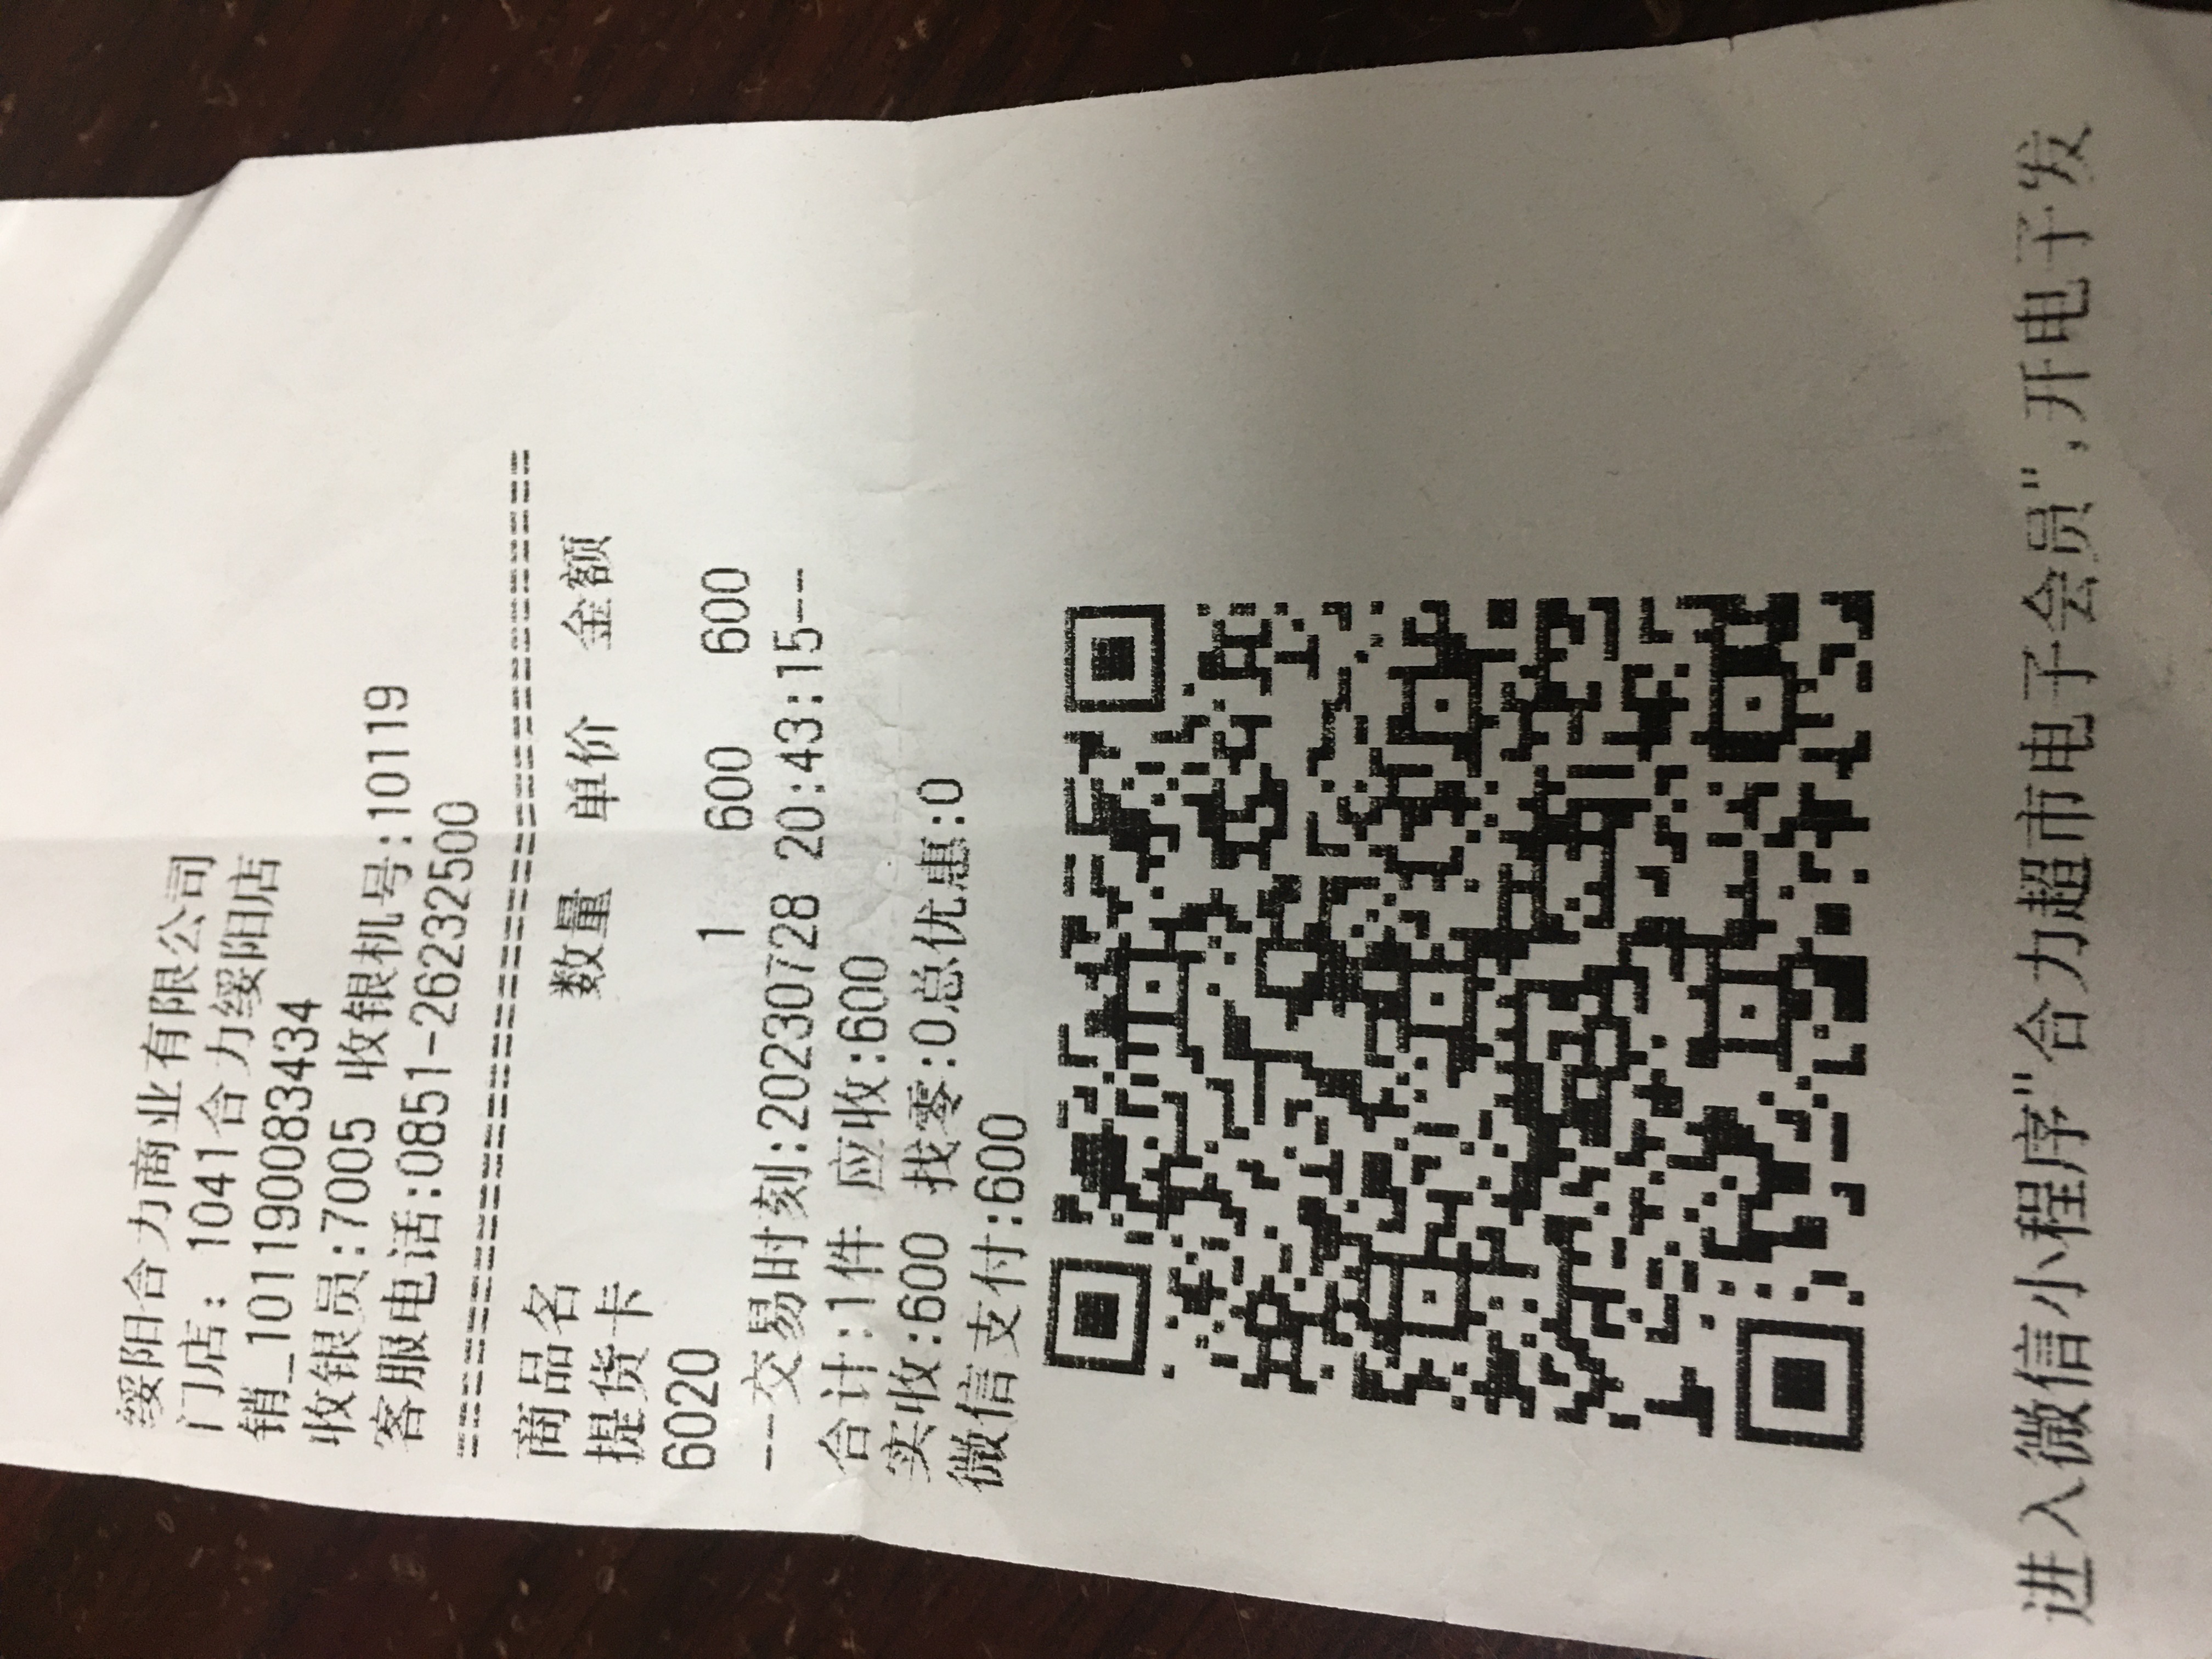 绥阳合力商业有限公司
门店: 1041合力绥阳店
销_101190083434
收银员:7005 收银机号:10119
客服电话:0851-26232500
================================
商品名 数量 单价 金额
提货卡
6020 1 600 600
--交易时刻:20230728 20:43:15--
合计:1件 应收:600
实收:600 找零:0总优惠:0
微信支付:600
进入微信小程序"合力超市电子会员",开电子发